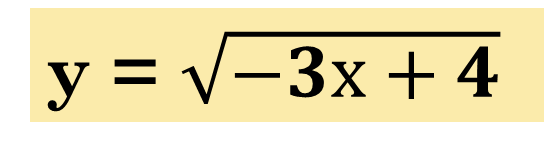 y = √−3x + 4